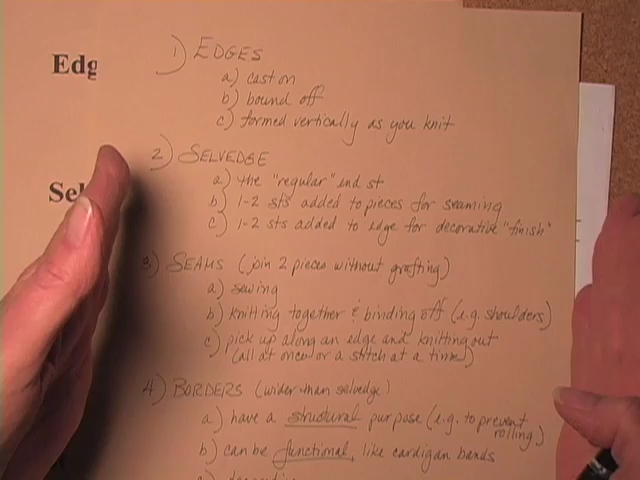 Edg
Sel
1) EDGES
a) cast on
b) bound off
c) formed vertically as you knit
2) SELVEDGE
a) the "regular" end st
b) 1-2 sts added to pieces for seaming
c) 1-2 sts added to edge for decorative "finish"
3) SEAMS (join 2 pieces without grafting)
a) sewing
b) knitting together & binding off (e.g. shoulders)
c) pick up along an edge and knitting out
(all at once or a stitch at a time)
4) BORDERS (wider than selvedge)
a) have a structural purpose (e.g. to prevent
rolling)
b) can be functional, like cardigan bands